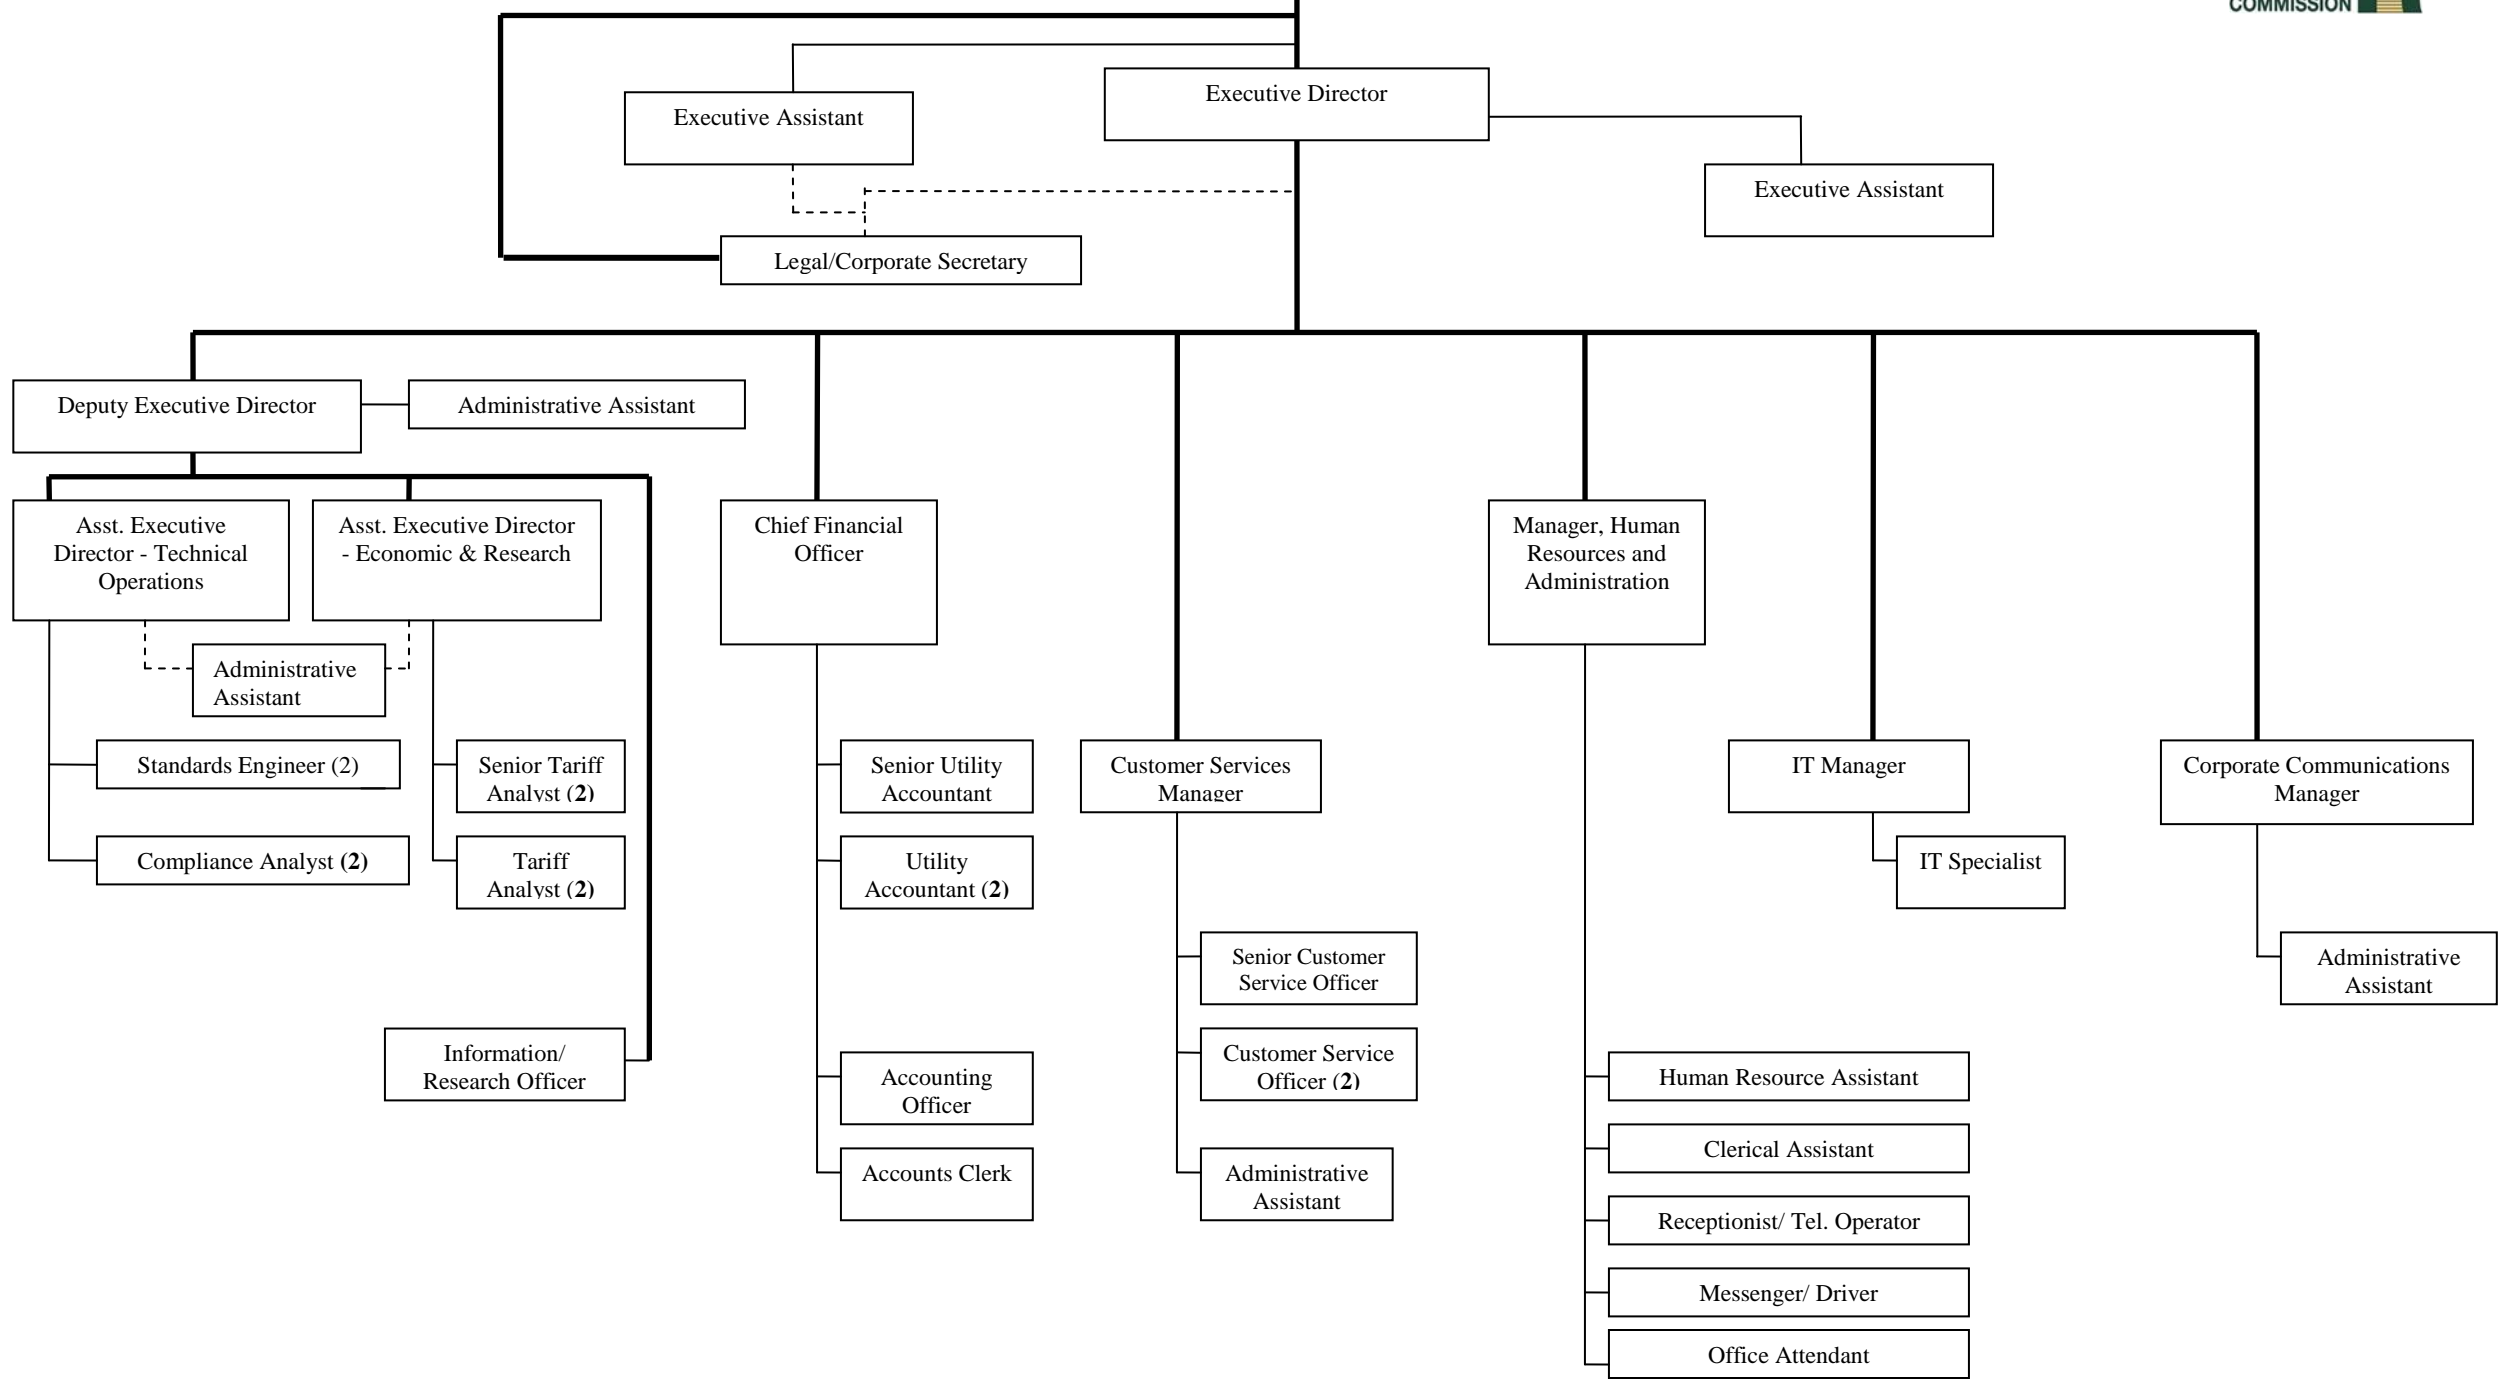 COMMISSION
Executive Director
Executive Assistant
Executive Assistant
Legal/Corporate Secretary
Deputy Executive Director
Administrative Assistant
Asst. Executive
Director - Technical
Operations
Asst. Executive Director
- Economic & Research
Chief Financial
Officer
Manager, Human
Resources and
Administration
Administrative
Assistant
Standards Engineer (2)
Senior Tariff
Analyst (2)
Senior Utility
Accountant
Customer Services
Manager
IT Manager
Corporate Communications
Manager
Compliance Analyst (2)
Tariff
Analyst (2)
Utility
Accountant (2)
IT Specialist
Senior Customer
Service Officer
Administrative
Assistant
Information/
Research Officer
Customer Service
Officer (2)
Accounting
Officer
Human Resource Assistant
Clerical Assistant
Accounts Clerk
Administrative
Assistant
Receptionist/ Tel. Operator
Messenger/ Driver
Office Attendant